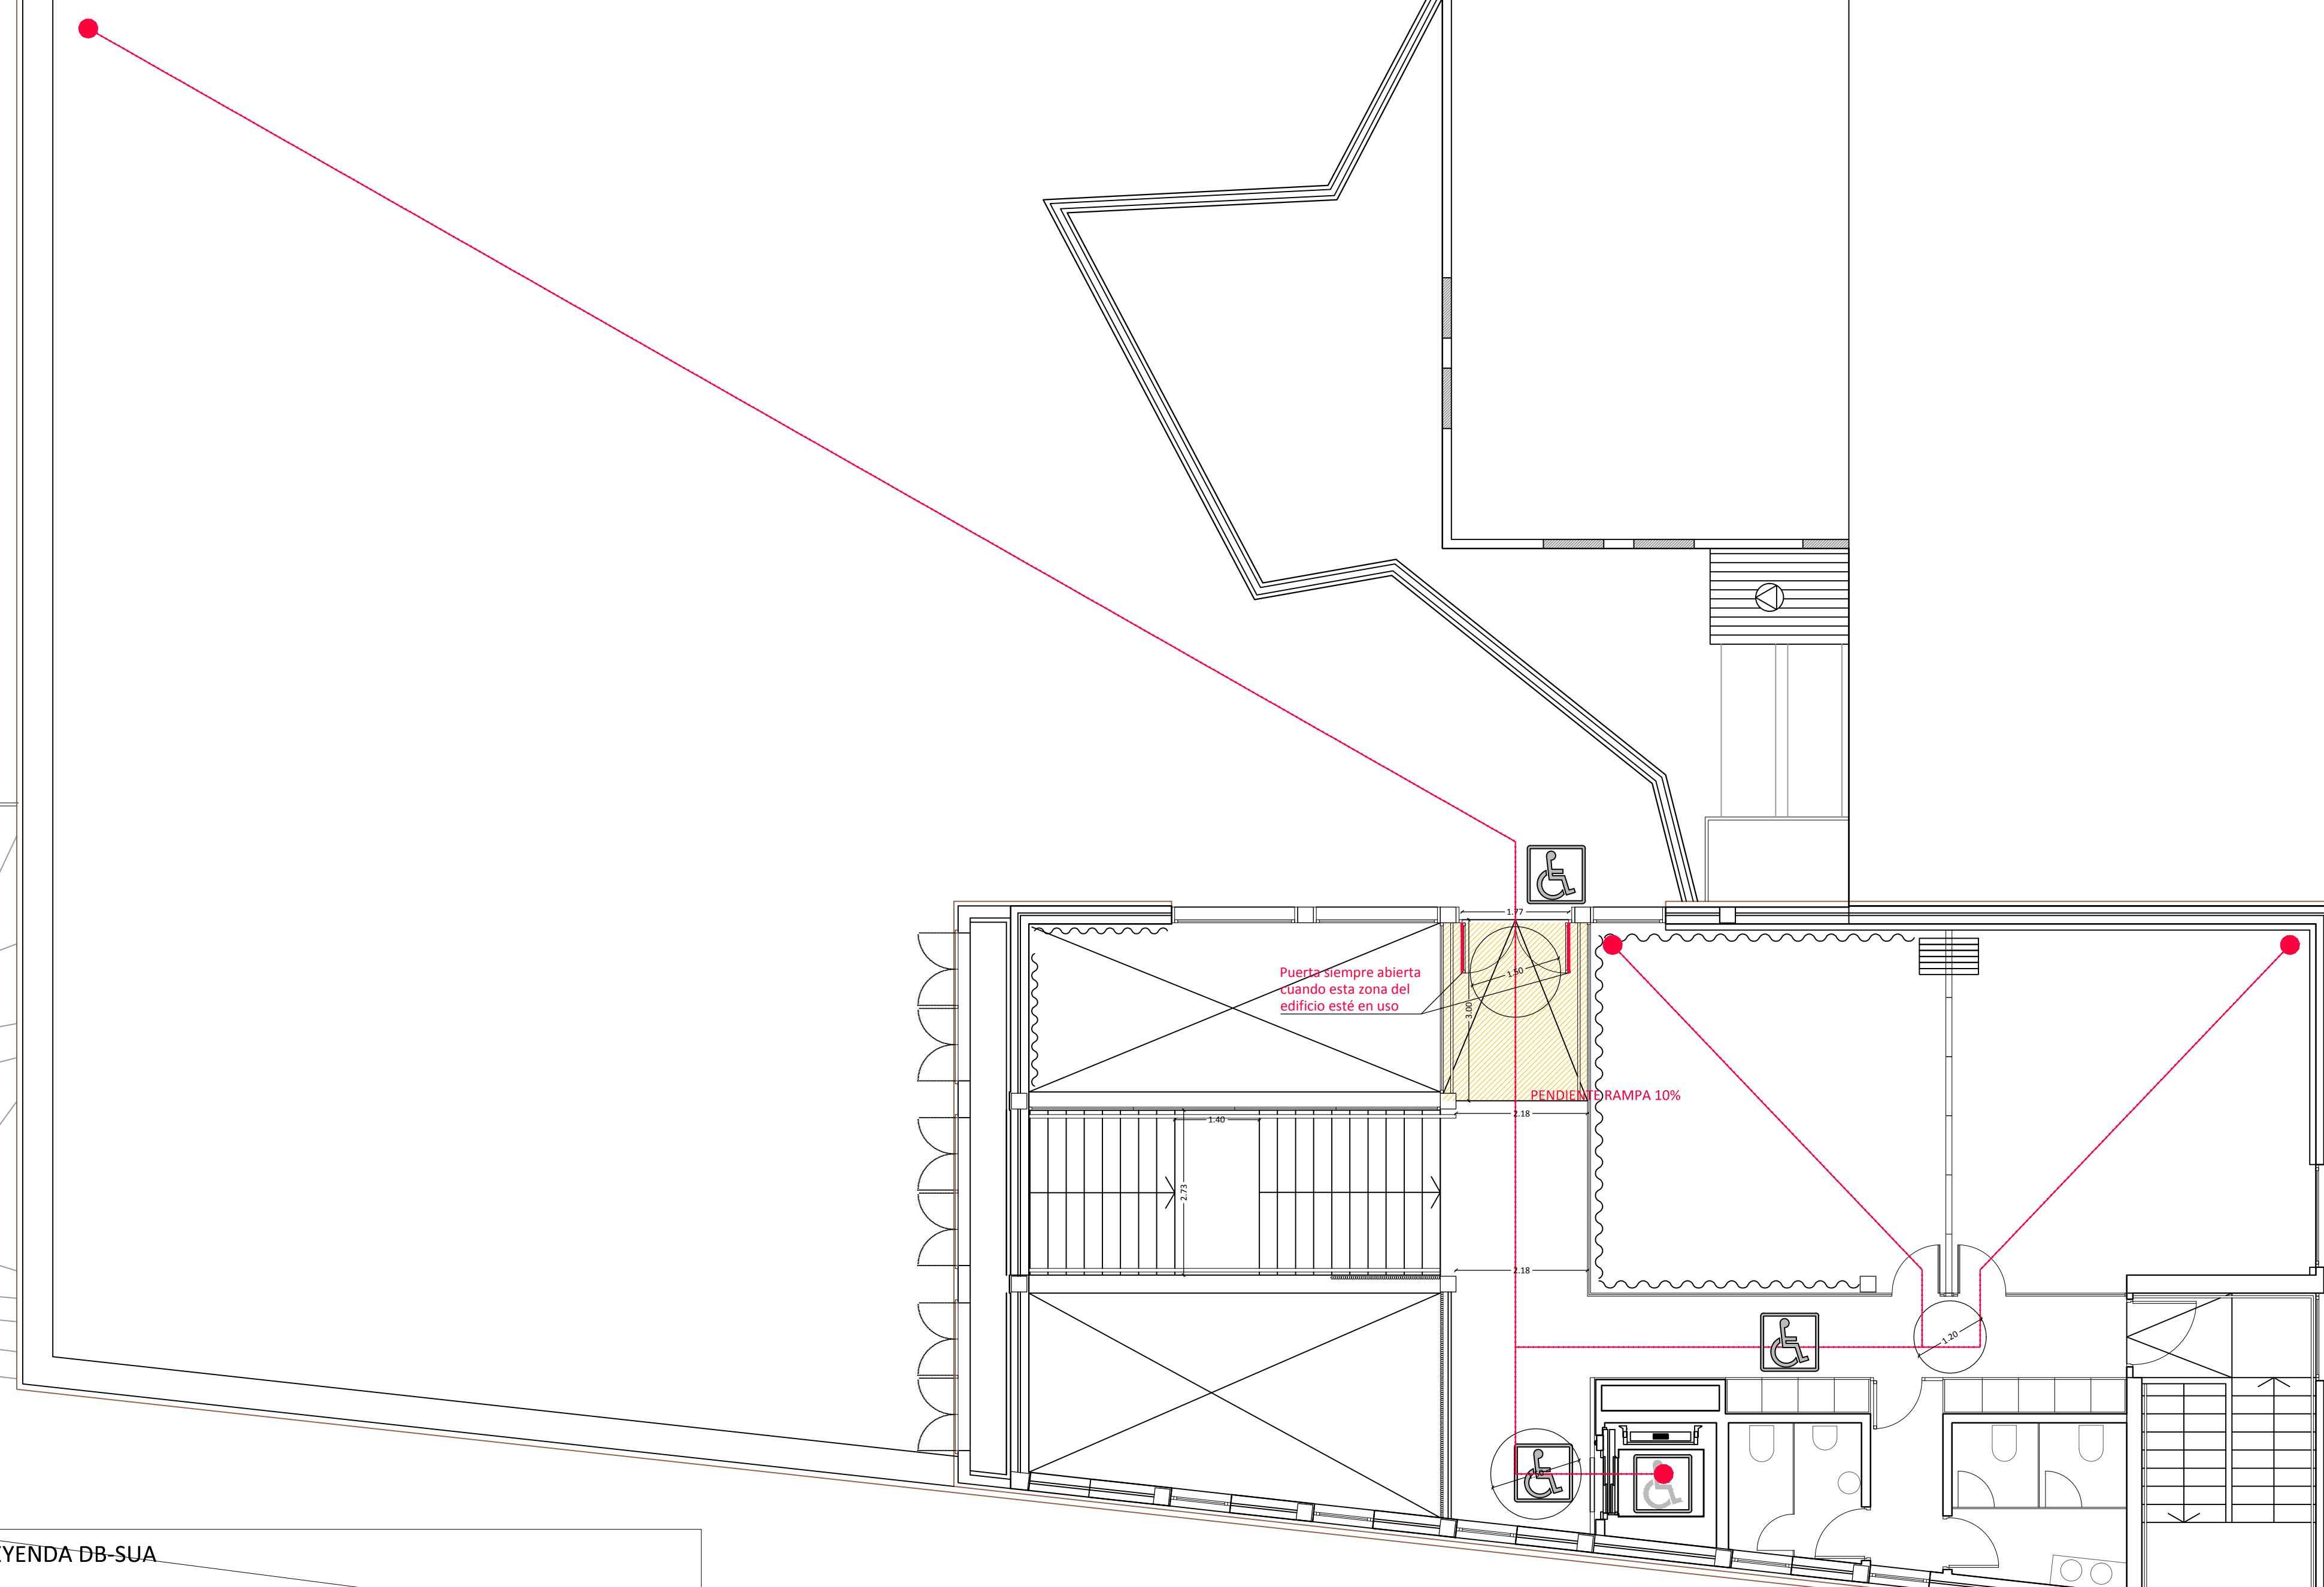 1.77
Puerta siempre abierta
cuando esta zona del
edificio esté en uso
1.50
3.00
PENDIENTE RAMPA 10%
2.18
1.40
2.73
2.18
1.20
EYENDA DB-SUA